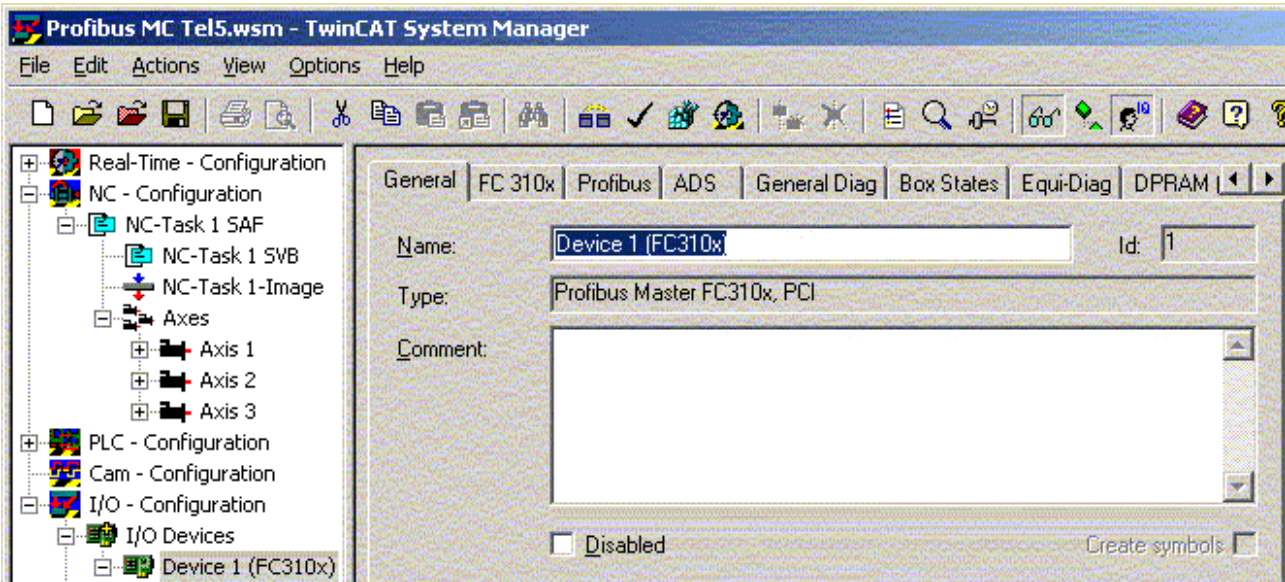 Profibus MC Tel5.wsm - TwinCAT System Manager
File Edit Actions View Options Help
Real-Time - Configuration
NC - Configuration
NC-Task 1 SAF
NC-Task 1 SVB
NC-Task 1-Image
Axes
Axis 1
Axis 2
Axis 3
PLC - Configuration
Cam - Configuration
I/O - Configuration
I/O Devices
Device 1 (FC310x)
General FC 310x Profibus ADS General Diag Box States Equi-Diag DPRAM (
Name: Device 1 (FC310x) Id: 1
Type: Profibus Master FC310x, PCI
Comment:
Disabled Create symbols